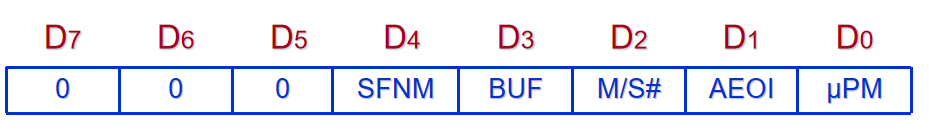 D7 D6 D5 D4 D3 D2 D1 D0
0 0 0 SFNM BUF M/S# AEOI µPM